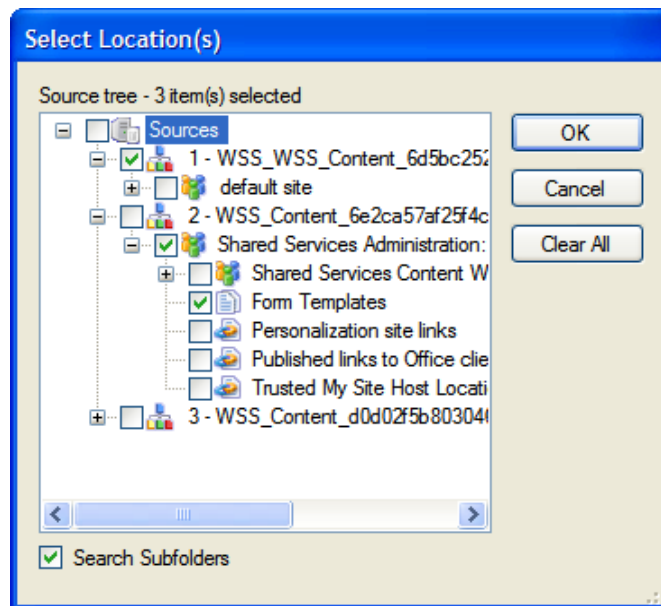 Select Location(s)
Source tree - 3 item(s) selected
Sources
1 - WSS_WSS_Content_6d5bc252
default site
2 - WSS_Content_6e2ca57af25f4c
Shared Services Administration:
Shared Services Content W
Form Templates
Personalization site links
Published links to Office clie
Trusted My Site Host Locati
3 - WSS_Content_d0d02f5b803040
Search Subfolders
OK
Cancel
Clear All